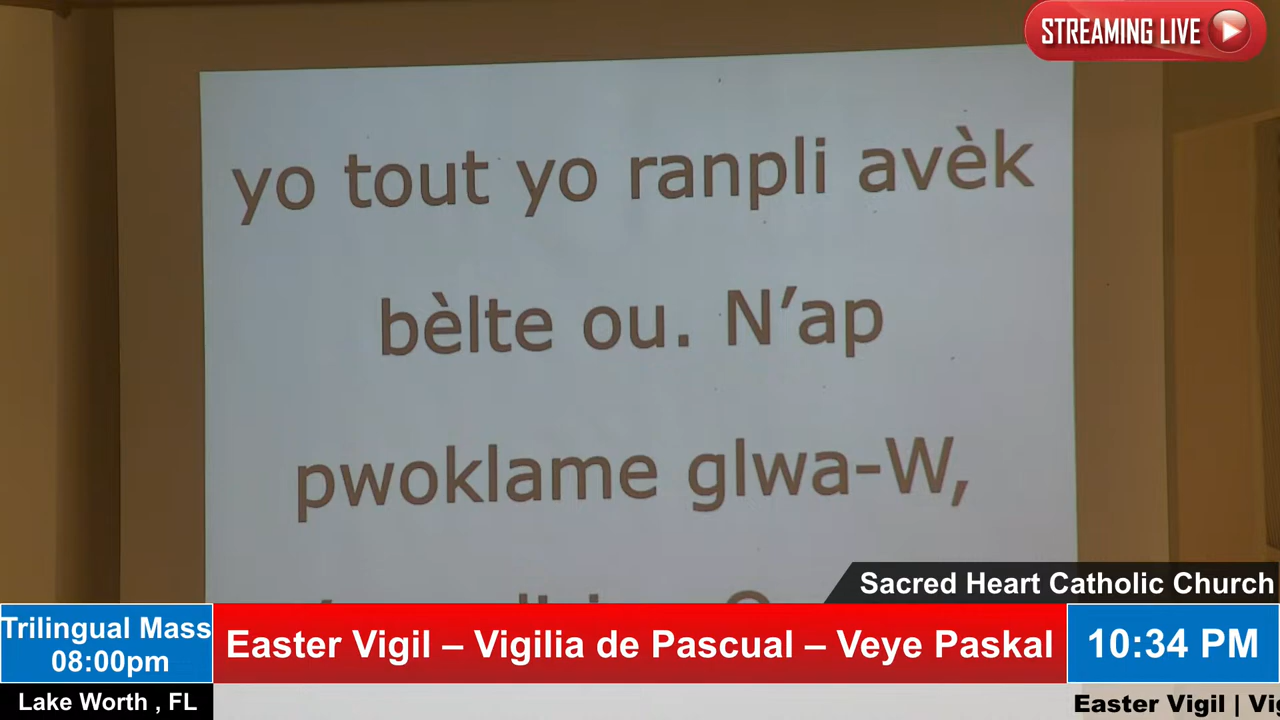 STREAMING LIVE
yo tout yo ranpli avèk
bèlte ou. N’ap
pwoklame glwa-W,
Sacred Heart Catholic Church
Trilingual Mass
08:00pm
Easter Vigil – Vigilia de Pascual – Veye Paskal
10:34 PM
Lake Worth , FL
Easter Vigil |